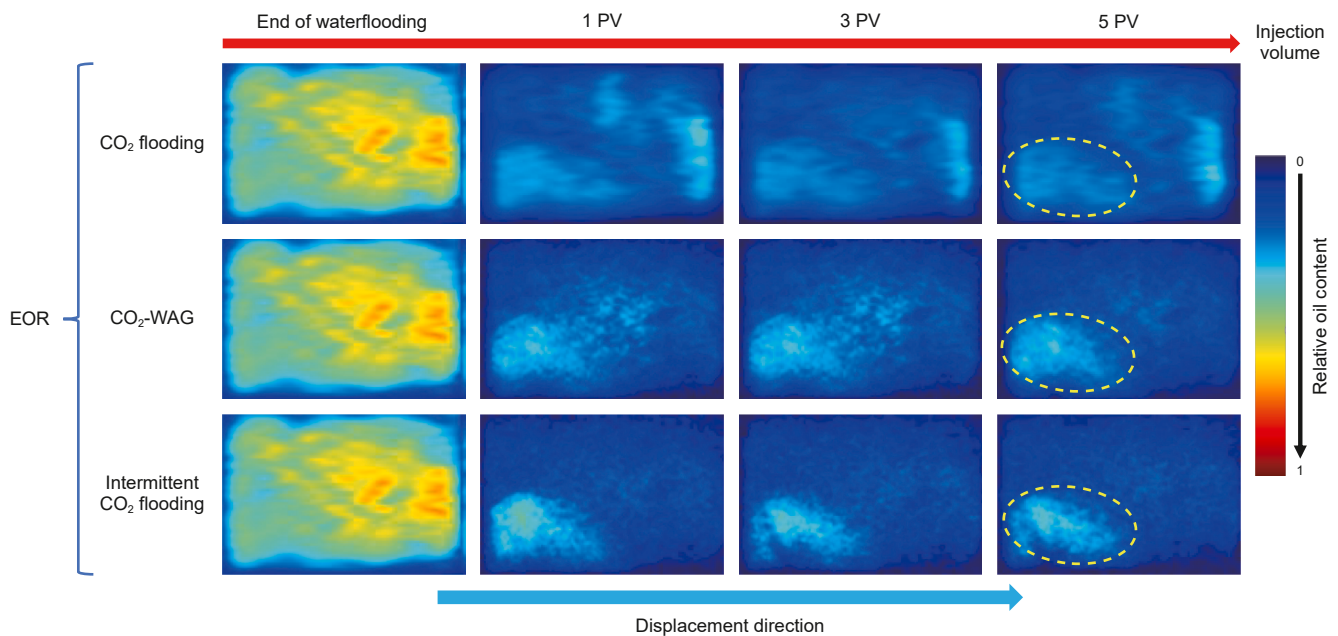 End of waterflooding
1 PV
3 PV
5 PV
Injection
volume
CO₂ flooding
CO₂-WAG
Intermittent
CO₂ flooding
EOR
0
Relative oil content
1
Displacement direction